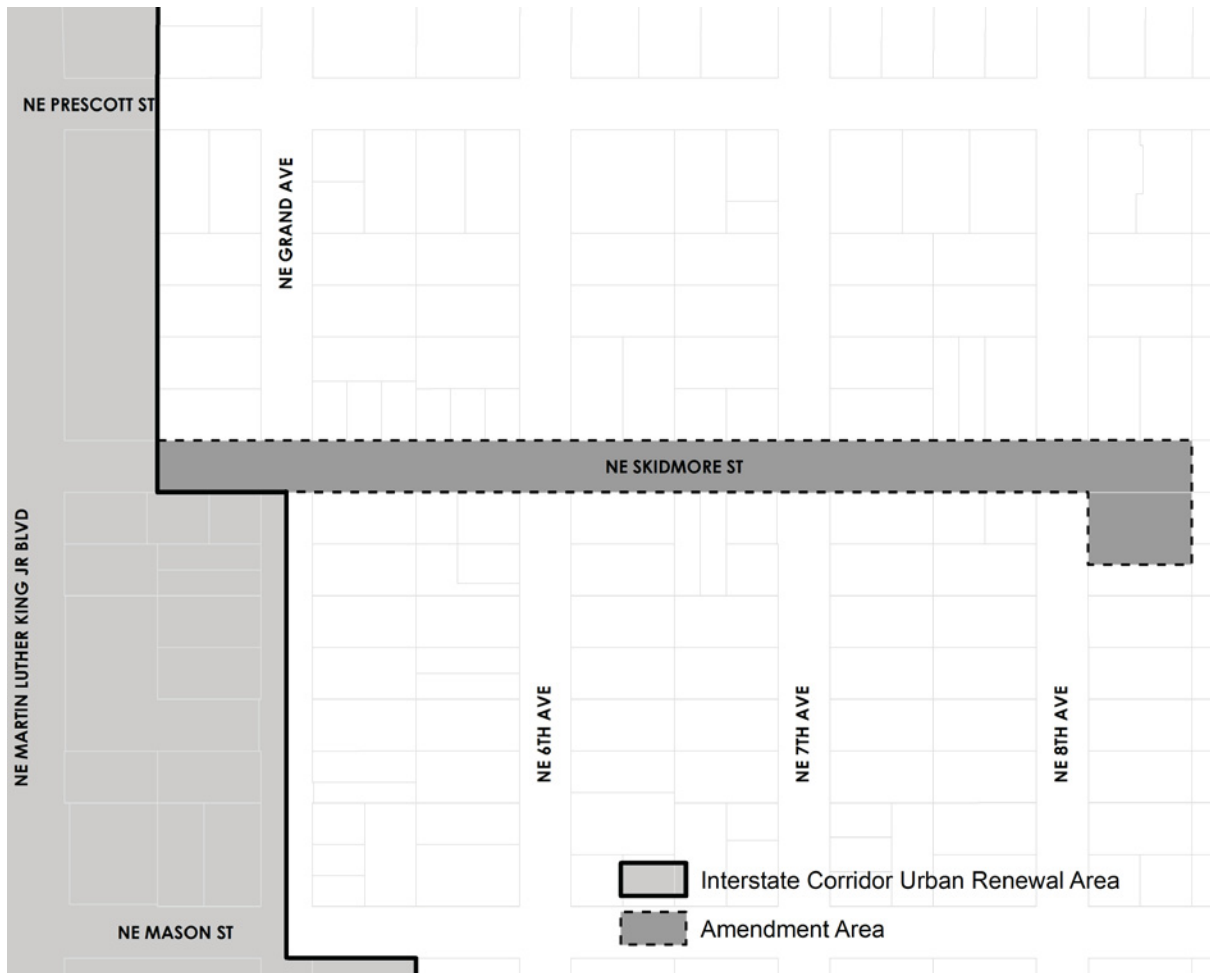 NE PRESCOTT ST
NE GRAND AVE
NE SKIDMORE ST
NE MARTIN LUTHER KING JR BLVD
NE 6TH AVE
NE 7TH AVE
NE 8TH AVE
Interstate Corridor Urban Renewal Area
Amendment Area
NE MASON ST